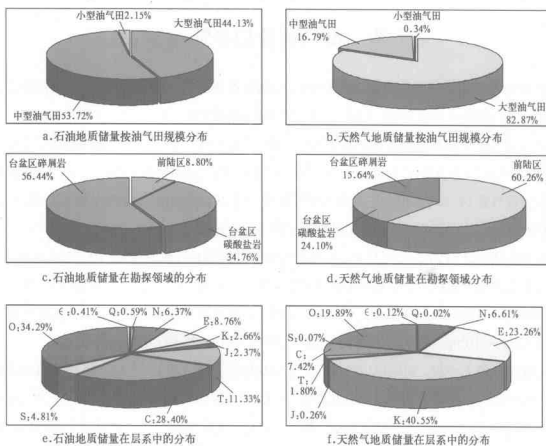 小型油气田2.15%
大型油气田44.13%
中型油气田53.72%
a.石油地质储量按油气田规模分布
小型油气田
0.34%
中型油气田
16.79%
大型油气田
82.87%
b.天然气地质储量按油气田规模分布
台盆区碎屑岩
56.44%
前陆区8.80%
台盆区
碳酸盐岩
34.76%
c.石油地质储量在勘探领域的分布
台盆区碎屑岩
15.64%
前陆区
60.26%
台盆区
碳酸盐岩
24.10%
d.天然气地质储量在勘探领域分布
Є:0.41%
Q:0.59%
N:6.37%
E:8.76%
K:2.66%
J:2.37%
T:11.33%
C:28.40%
S:4.81%
O:34.29%
e.石油地质储量在层系中的分布
O:19.89%
Є:0.12%
Q:0.02%
N:6.61%
E:23.26%
K:40.55%
J:0.26%
T:
1.80%
C:
7.42%
S:0.07%
f.天然气地质储量在层系中的分布